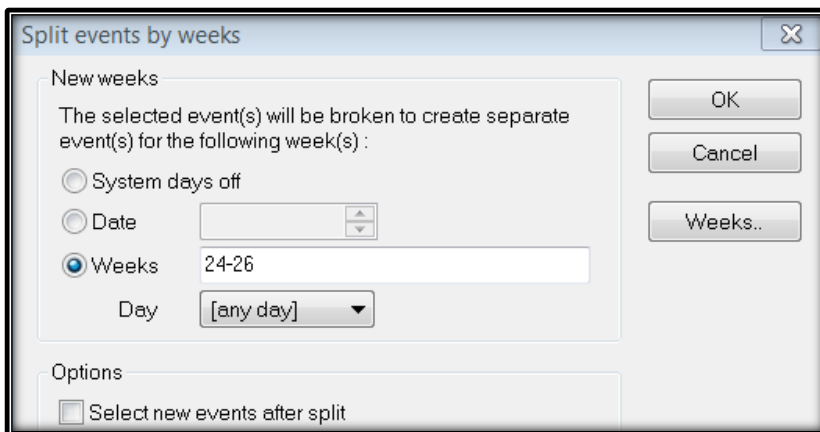 Split events by weeks
New weeks
The selected event(s) will be broken to create separate
event(s) for the following week(s) :
System days off
Date
Weeks 24-26
Day [any day]
OK
Cancel
Weeks..
Options
Select new events after split